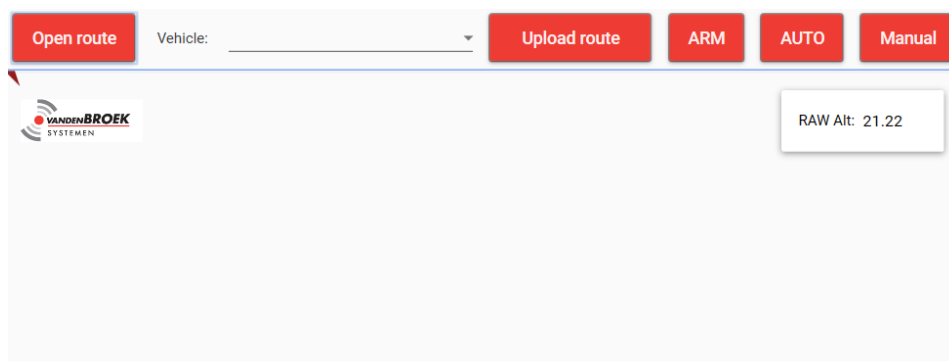 Open route
Vehicle:
Upload route
ARM
AUTO
Manual
VANDENBROEK
SYSTEMEN
RAW Alt: 21.22